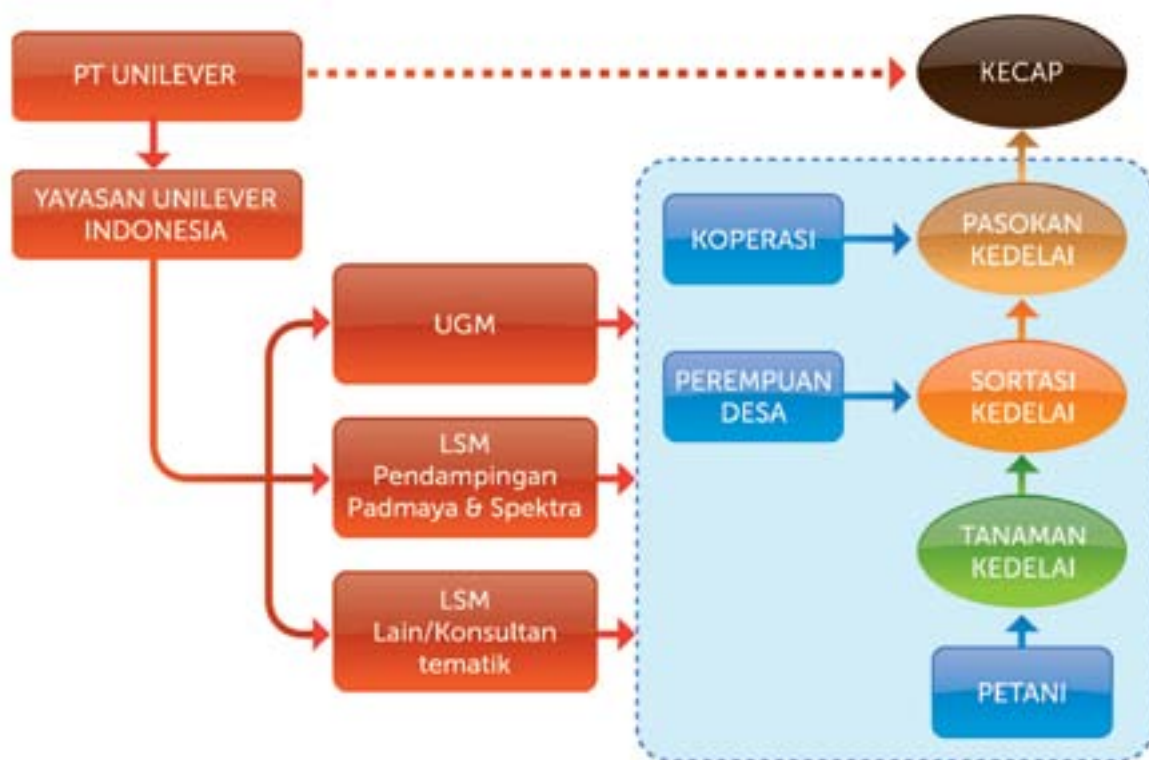 PT UNILEVER
KECAP
YAYASAN UNILEVER
INDONESIA
KOPERASI
PASOKAN
KEDELAI
UGM
PEREMPUAN
DESA
SORTASI
KEDELAI
LSM
Pendampingan
Padmaya & Spektra
TANAMAN
KEDELAI
LSM
Lain/Konsultan
tematik
PETANI